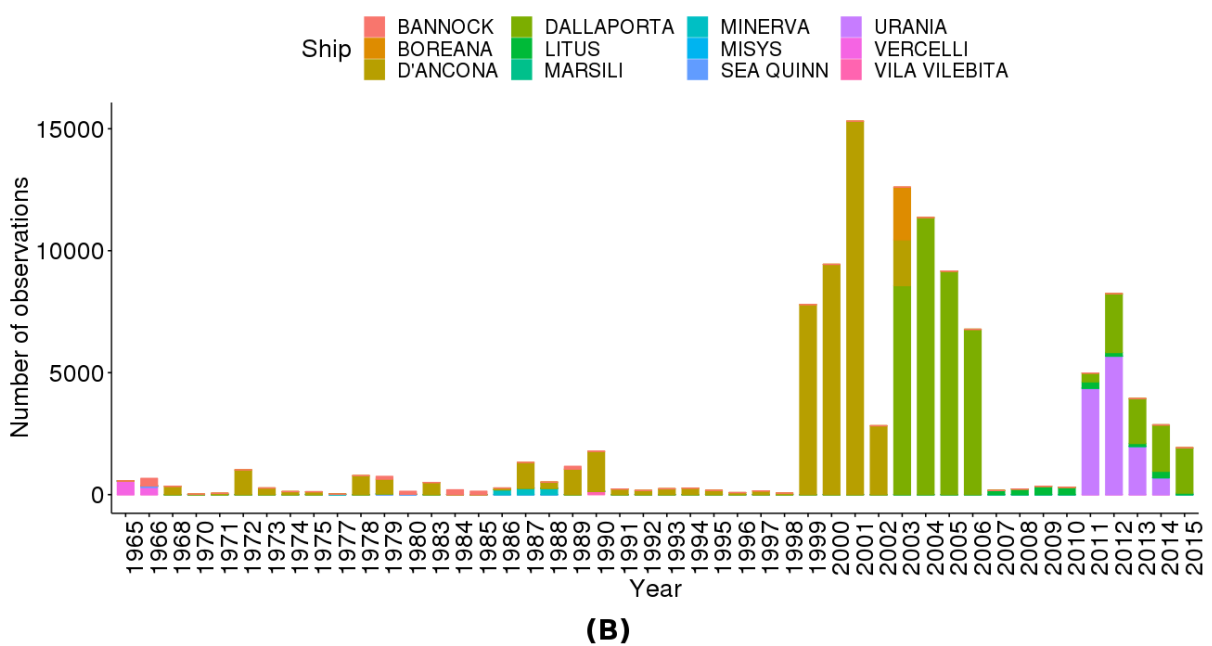 Ship
BANNOCK DALLAPORTA MINERVA URANIA
BOREANA LITUS MISYS VERCELLI
D'ANCONA MARSILI SEA QUINN VILA VILEBITA
Number of observations
15000
10000
5000
0
1965 1966 1968 1970 1971 1972 1973 1974 1975 1977 1978 1979 1980 1983 1984 1985 1986 1987 1988 1989 1990 1991 1992 1993 1994 1995 1996 1997 1998 1999 2000 2001 2002 2003 2004 2005 2006 2007 2008 2009 2010 2011 2012 2013 2014 2015
Year
(B)